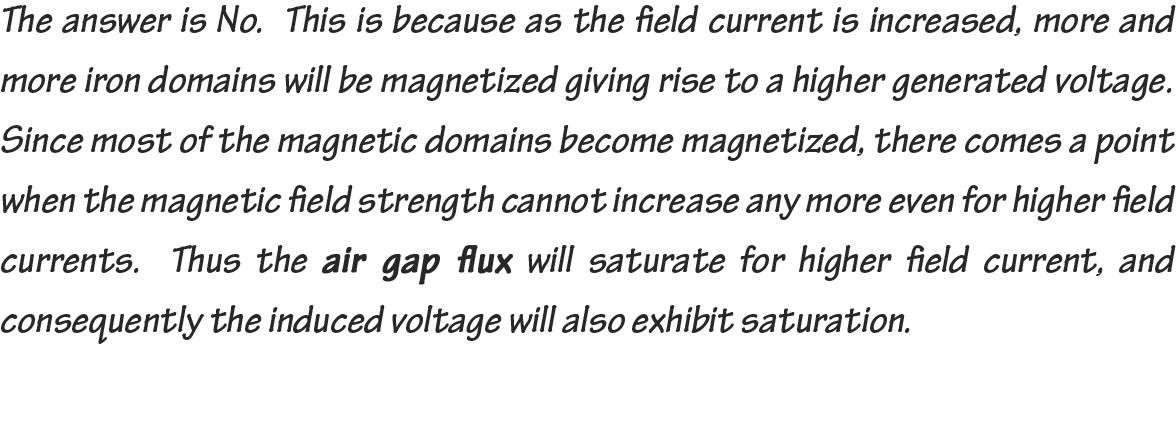 The answer is No. This is because as the field current is increased, more and
more iron domains will be magnetized giving rise to a higher generated voltage.
Since most of the magnetic domains become magnetized, there comes a point
when the magnetic field strength cannot increase any more even for higher field
currents. Thus the air gap flux will saturate for higher field current, and
consequently the induced voltage will also exhibit saturation.